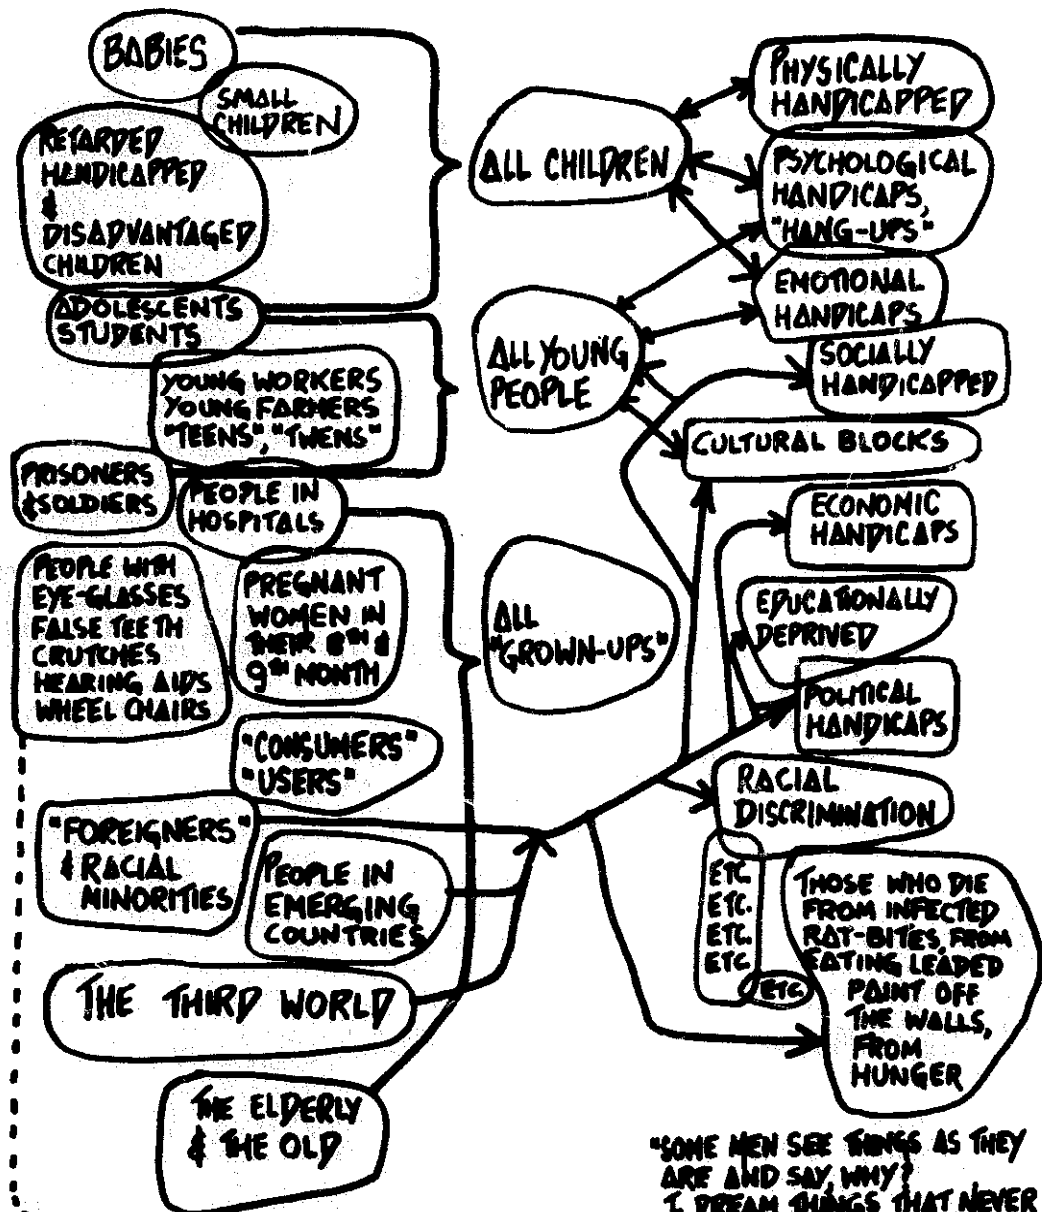 BABIES
SMALL
CHILDREN
RETARDED
HANDICAPPED
&
DISADVANTAGED
CHILDREN
ADOLESCENTS
STUDENTS
YOUNG WORKERS
YOUNG FARMERS
"TEENS", "TWENS"
PRISONERS
& SOLDIERS
PEOPLE IN
HOSPITALS
PEOPLE WITH
EYE-GLASSES
FALSE TEETH
CRUTCHES
HEARING AIDS
WHEEL CHAIRS
PREGNANT
WOMEN IN
THEIR 8TH &
9TH MONTH
"CONSUMERS"
"USERS"
"FOREIGNERS"
& RACIAL
MINORITIES
PEOPLE IN
EMERGING
COUNTRIES
THE THIRD WORLD
THE ELDERLY
& THE OLD
ALL CHILDREN
ALL YOUNG
PEOPLE
ALL
"GROWN-UPS"
PHYSICALLY
HANDICAPPED
PSYCHOLOGICAL
HANDICAPS,
"HANG-UPS"
EMOTIONAL
HANDICAPS
SOCIALLY
HANDICAPPED
CULTURAL BLOCKS
ECONOMIC
HANDICAPS
EDUCATIONALLY
DEPRIVED
POLITICAL
HANDICAPS
RACIAL
DISCRIMINATION
ETC.
ETC.
ETC.
ETC
ETC.
THOSE WHO DIE
FROM INFECTED
RAT-BITES, FROM
EATING LEADED
PAINT OFF
THE WALLS,
FROM
HUNGER
"SOME MEN SEE THINGS AS THEY
ARE AND SAY, WHY?
I DREAM THINGS THAT NEVER